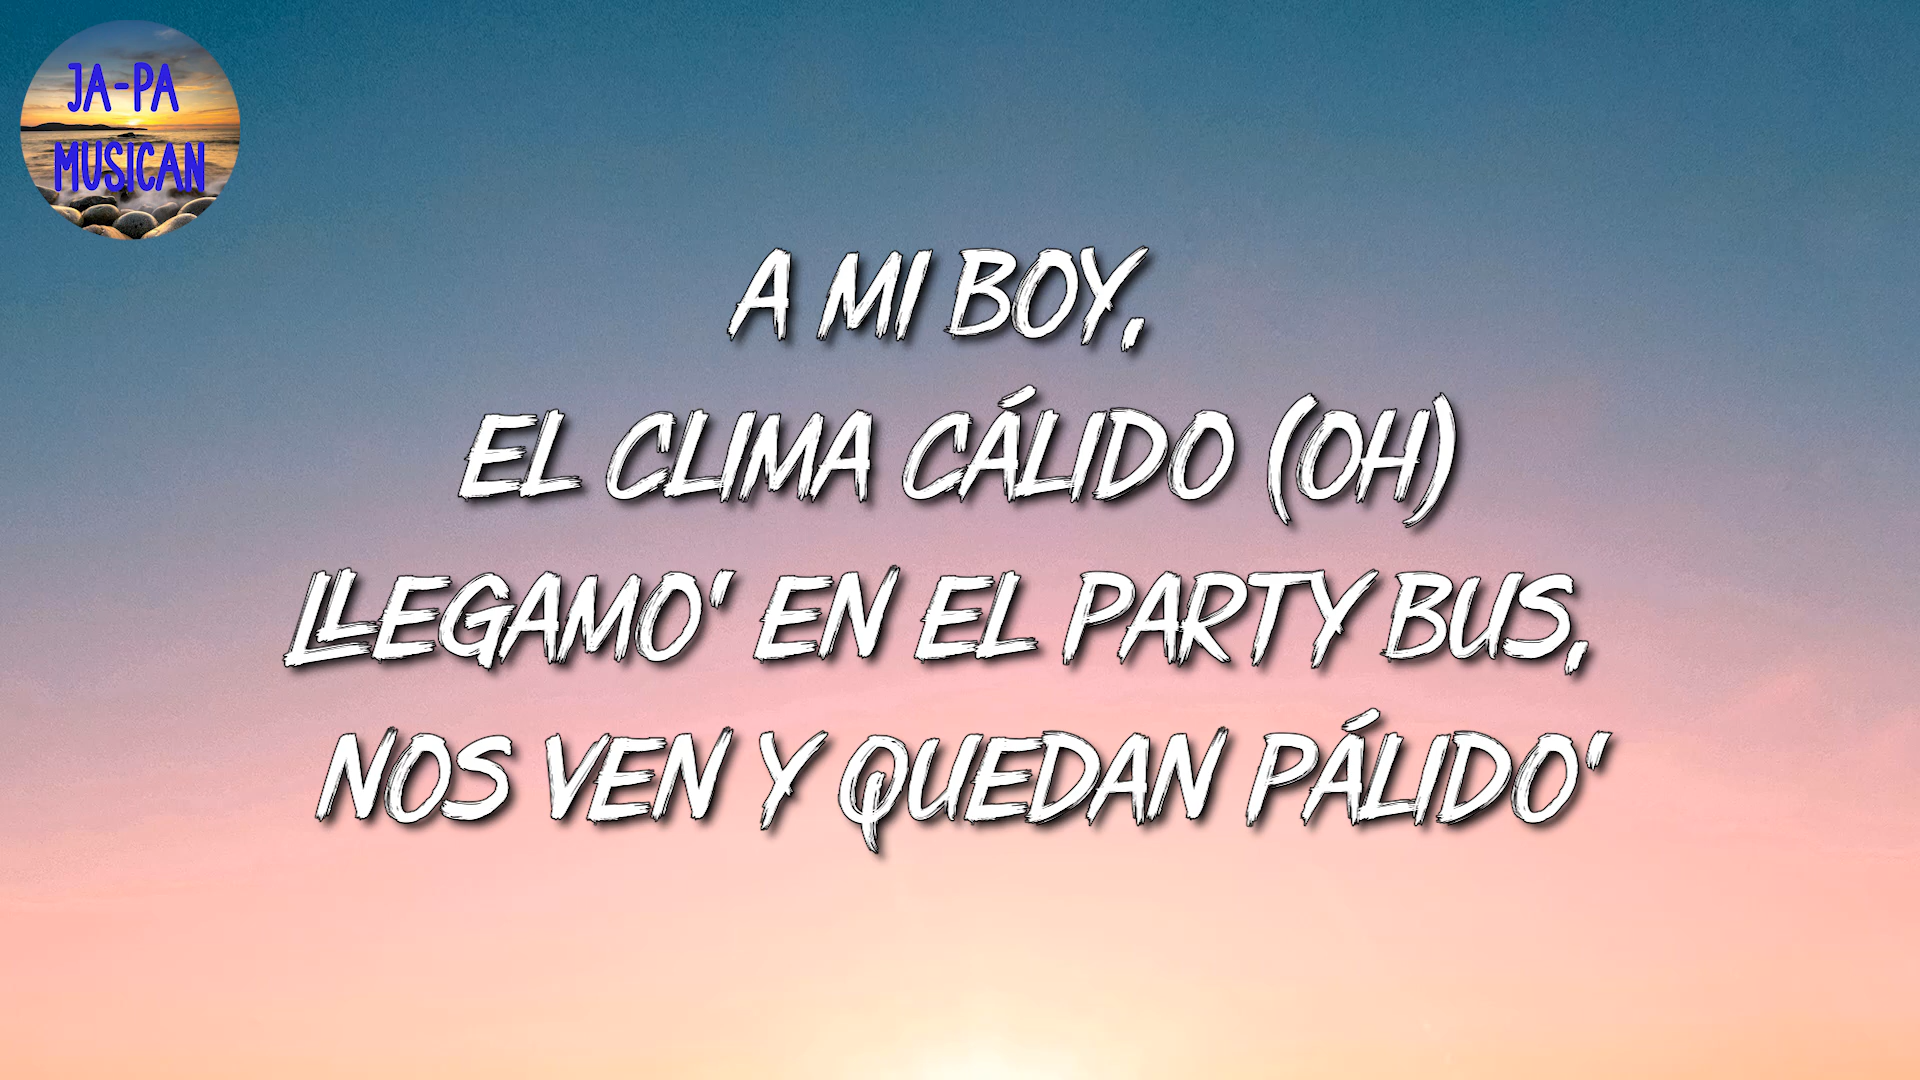 JA-PA
MUSICAN
A MI BOY,
EL CLIMA CÁLIDO (OH)
LLEGAMO' EN EL PARTY BUS,
NOS VEN Y QUEDAN PÁLIDO'